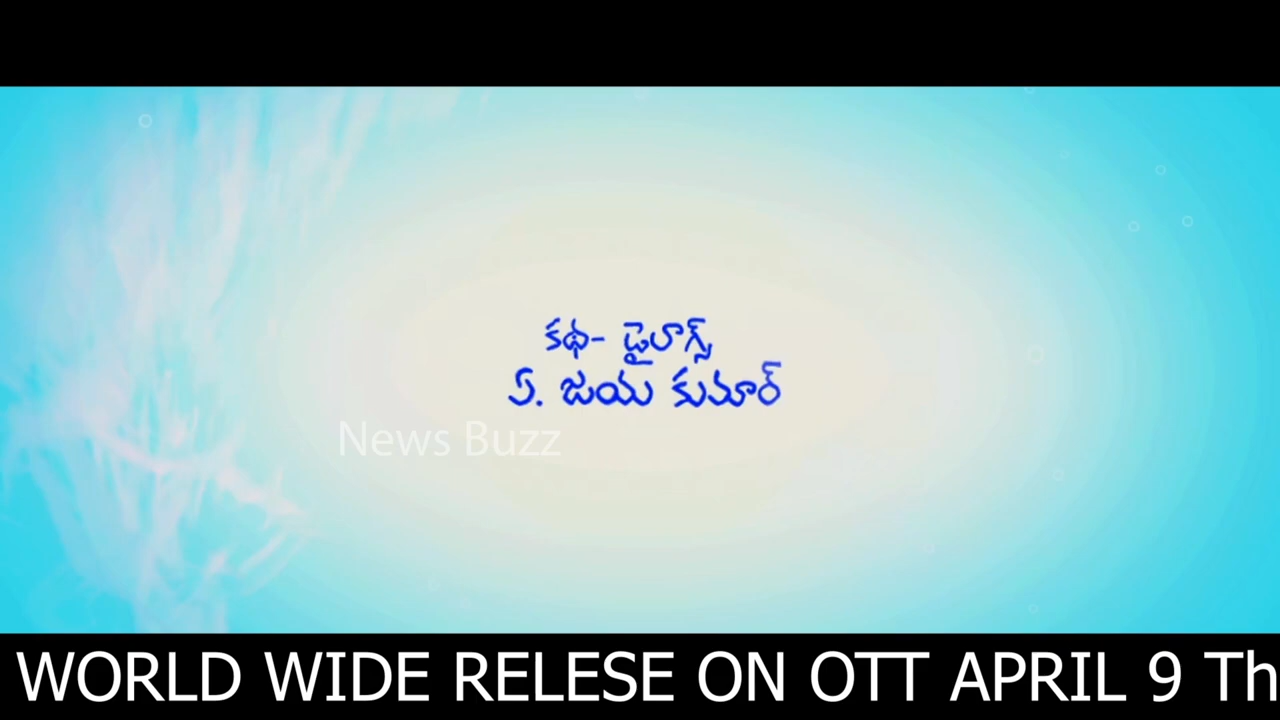 కథ- డైలాగ్స్
ఏ. జయ కుమార్
News Buzz
WORLD WIDE RELESE ON OTT APRIL 9 Th